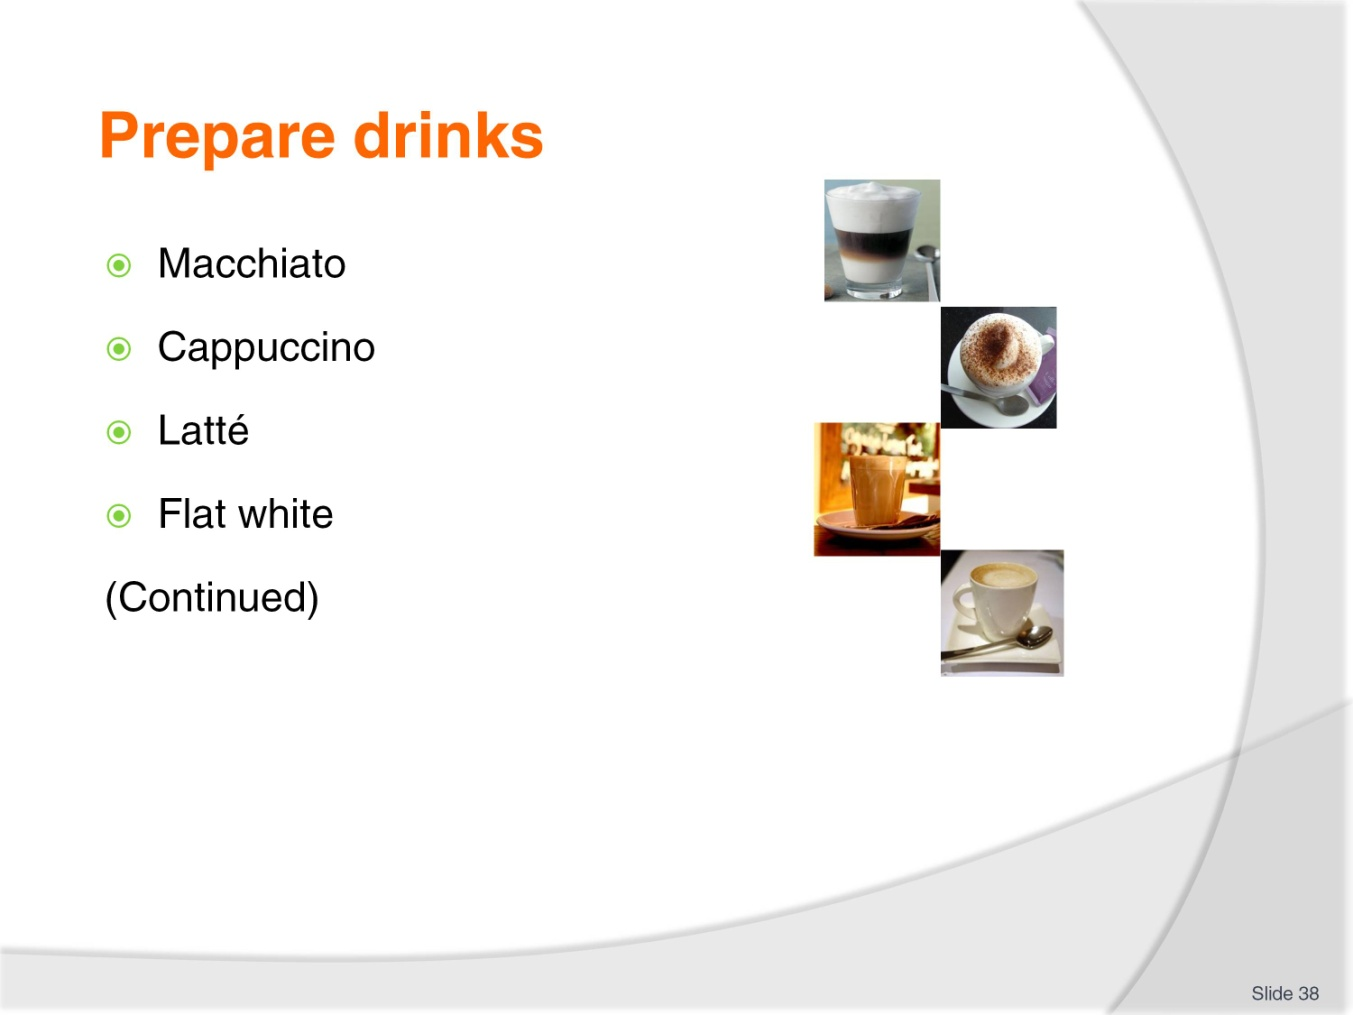 Prepare drinks
Macchiato
Cappuccino
Latté
Flat white
(Continued)
Slide 38